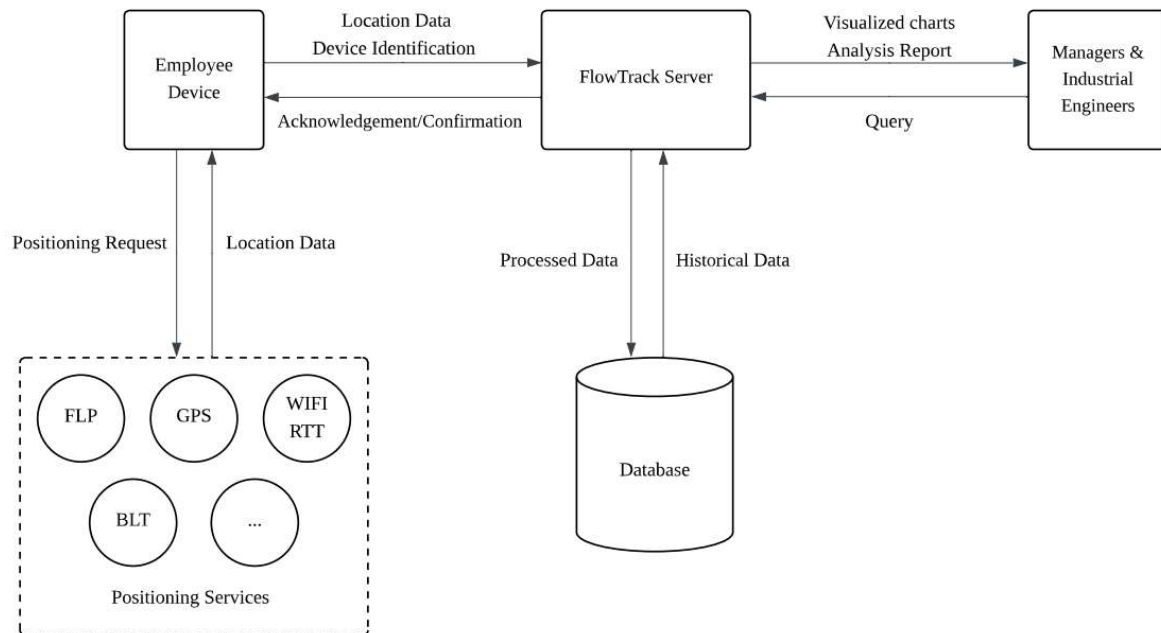 Employee
Device
Location Data
Device Identification
Acknowledgement/Confirmation
FlowTrack Server
Visualized charts
Analysis Report
Query
Managers &
Industrial
Engineers
Positioning Request
Location Data
Processed Data
Historical Data
FLP
GPS
WIFI
RTT
BLT
...
Positioning Services
Database